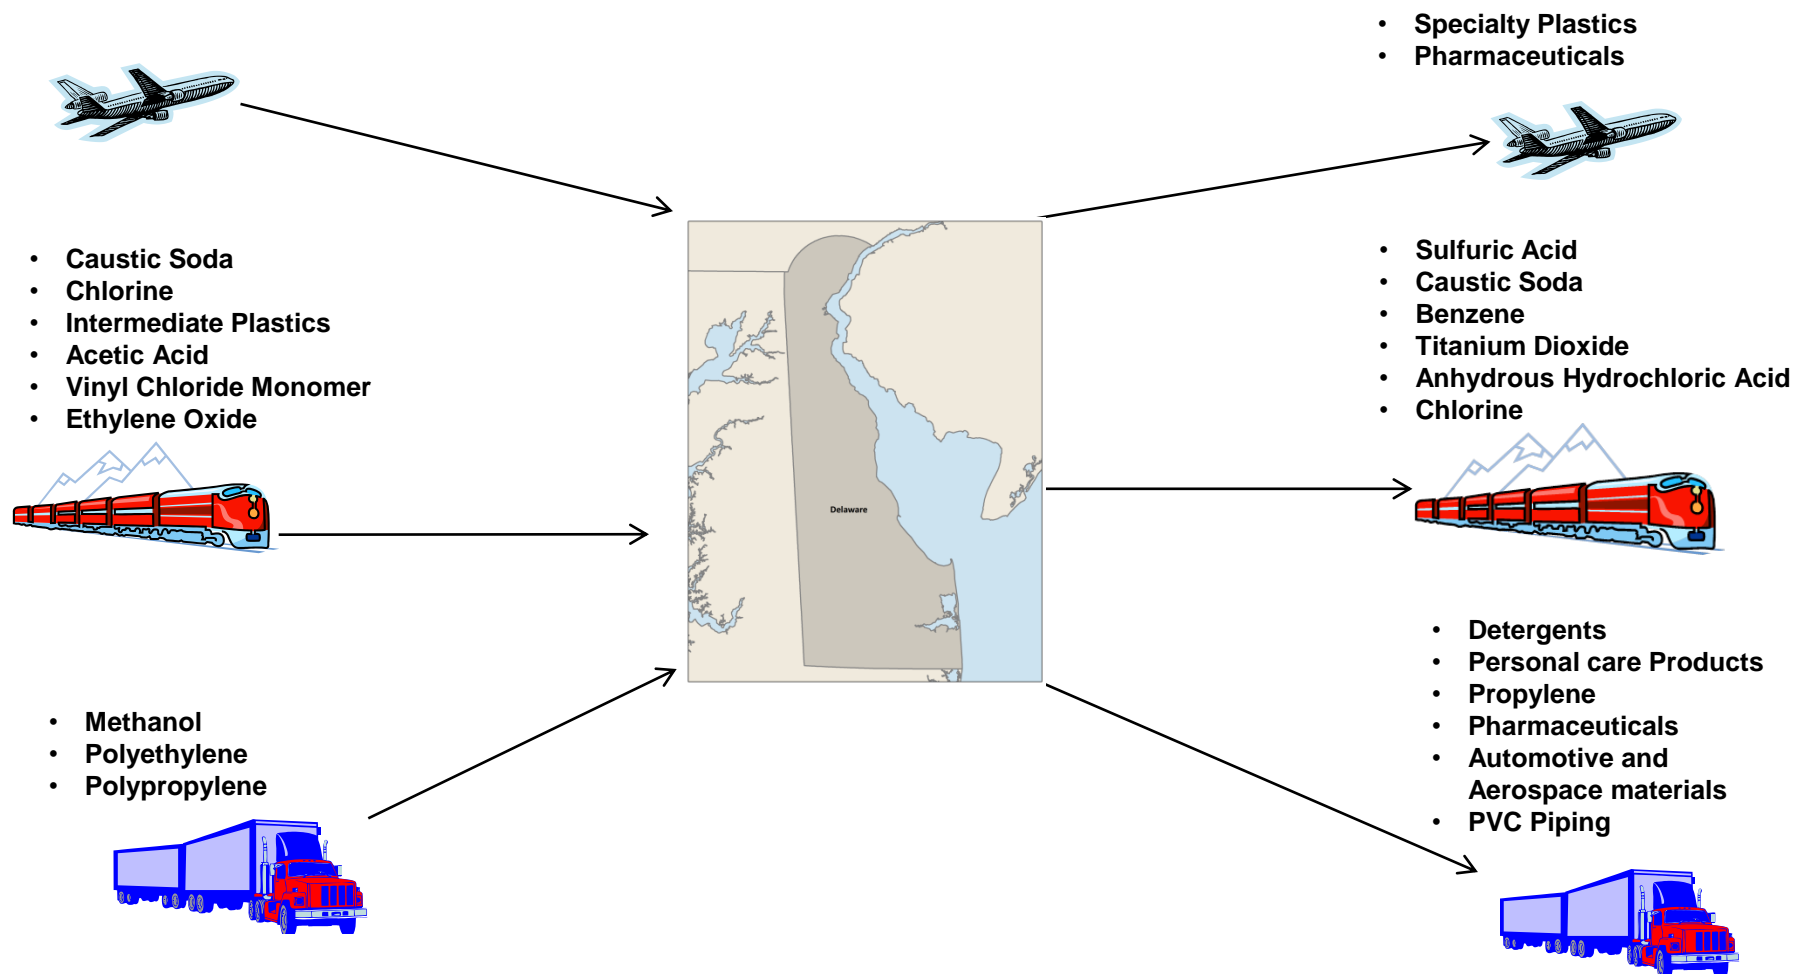 • Specialty Plastics
• Pharmaceuticals
• Caustic Soda
• Chlorine
• Intermediate Plastics
• Acetic Acid
• Vinyl Chloride Monomer
• Ethylene Oxide
• Sulfuric Acid
• Caustic Soda
• Benzene
• Titanium Dioxide
• Anhydrous Hydrochloric Acid
• Chlorine
Delaware
• Methanol
• Polyethylene
• Polypropylene
• Detergents
• Personal care Products
• Propylene
• Pharmaceuticals
• Automotive and
Aerospace materials
• PVC Piping